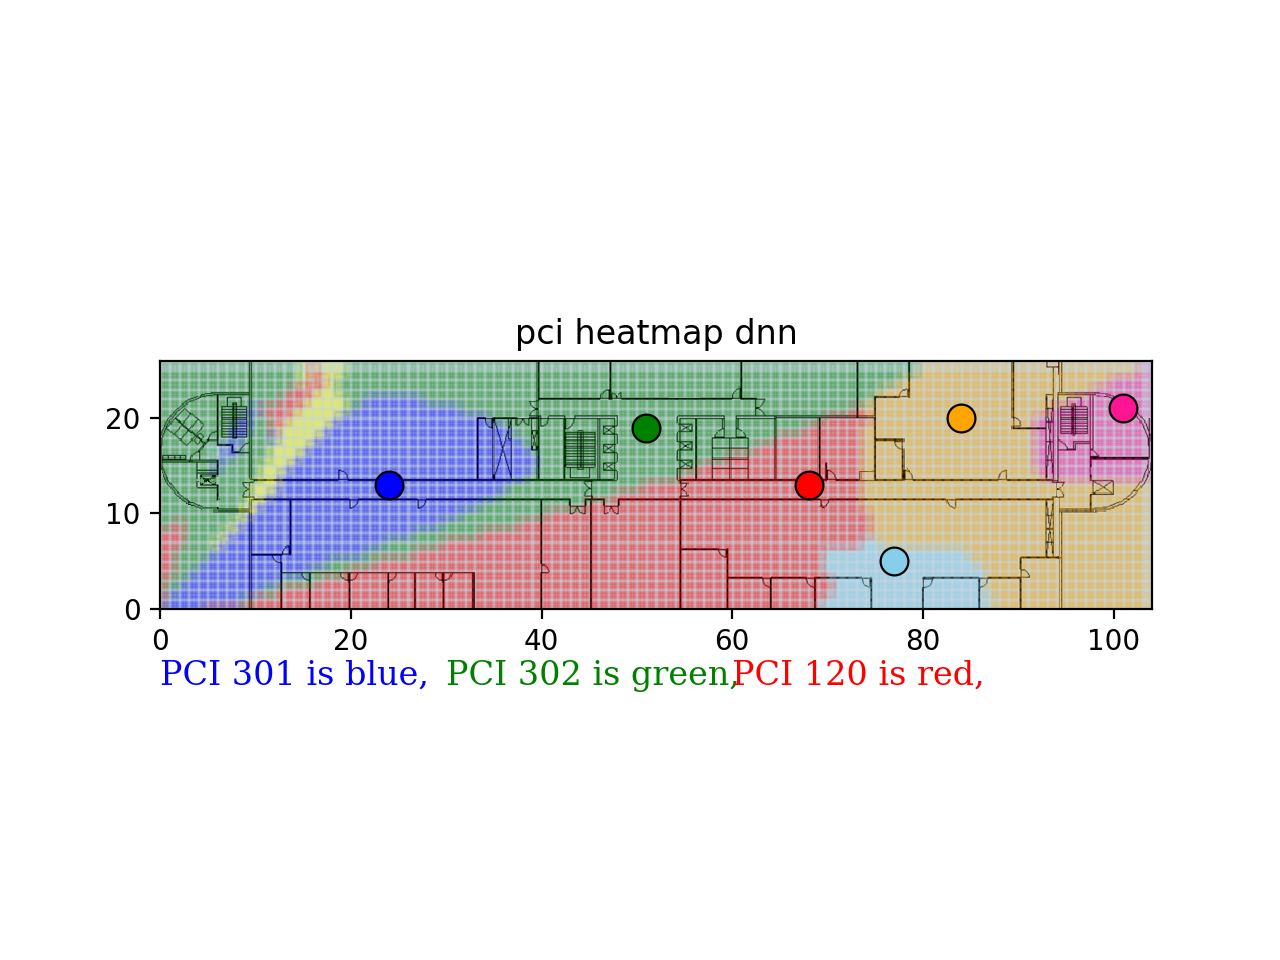 pci heatmap dnn
20
10
0
0 20 40 60 80 100
PCI 301 is blue, PCI 302 is green, PCI 120 is red,